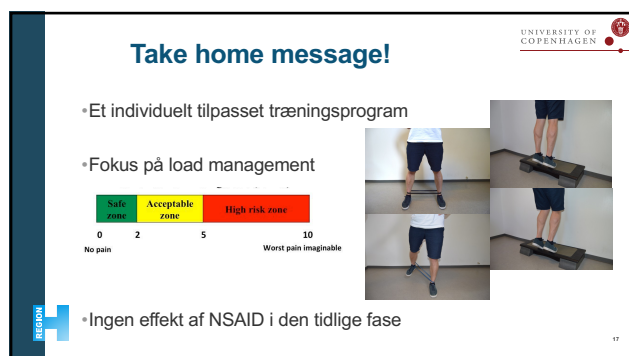 UNIVERSITY OF
COPENHAGEN
Take home message!
•Et individuelt tilpasset træningsprogram
•Fokus på load management
Safe zone
Acceptable zone
High risk zone
0 2 5 10
No pain
Worst pain imaginable
REGION
H
•Ingen effekt af NSAID i den tidlige fase
17